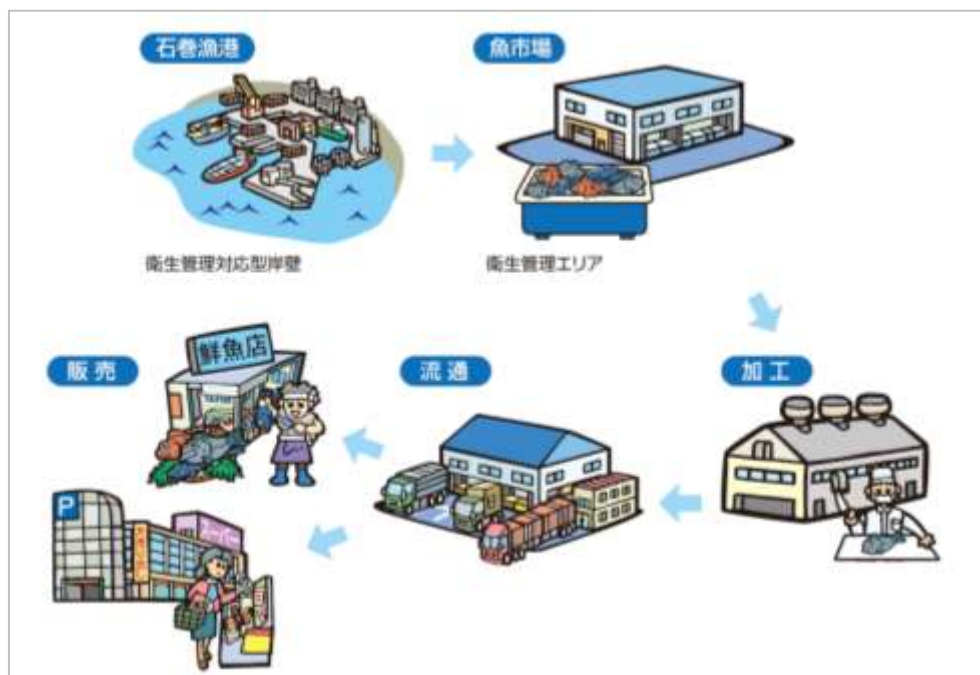 石巻漁港
魚市場
衛生管理対応型岸壁
衛生管理エリア
販売
鮮魚店
流通
加工
P
スーパー